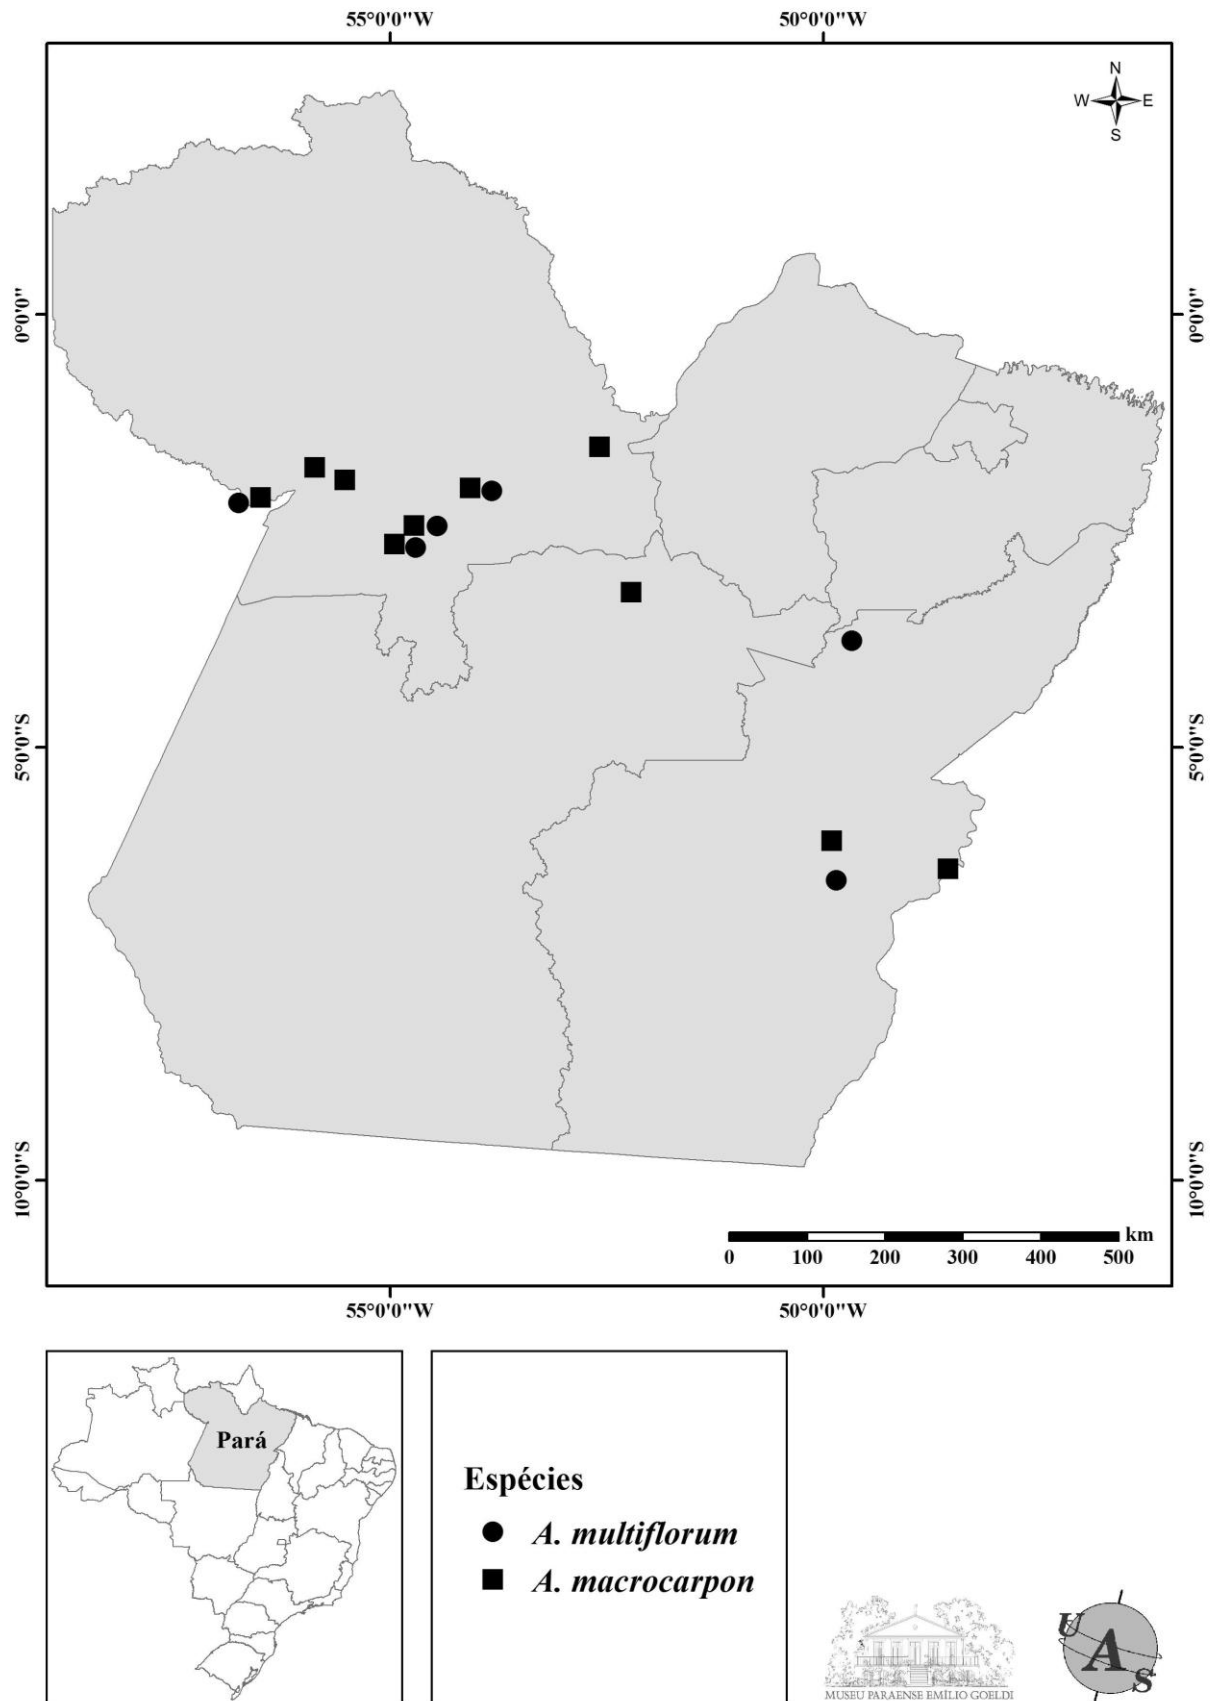 55°0'0"W 50°0'0"W
N
W E
S
0°0'0" 0°0'0"
5°0'0"S 5°0'0"S
10°0'0"S 10°0'0"S
km
0 100 200 300 400 500
55°0'0"W 50°0'0"W
Pará
Espécies
A. multiflorum
A. macrocarpon
MUSEU PARAENSE EMÍLIO GOELDI
U A S